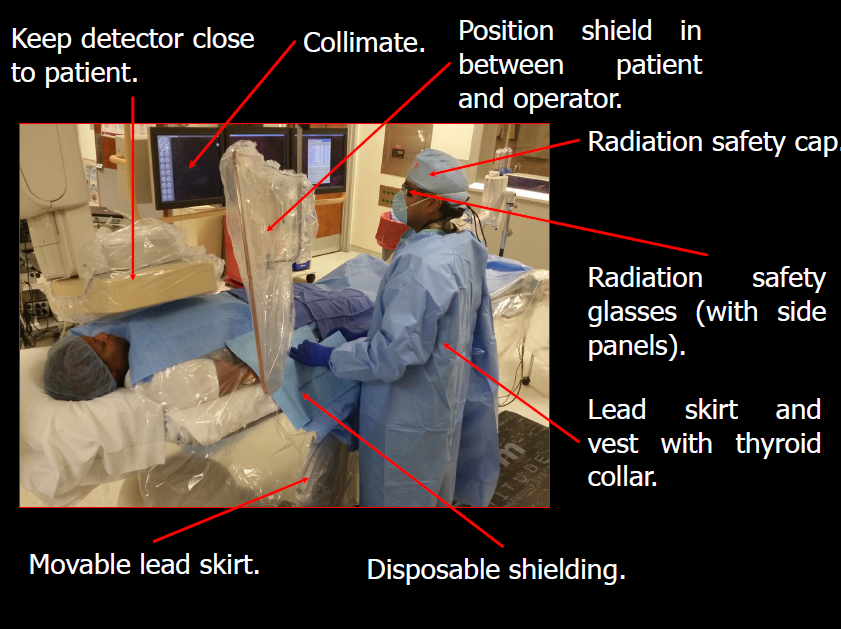 Keep detector close
to patient.
Collimate.
Position shield in
between patient
and operator.
Radiation safety cap.
Radiation safety
glasses (with side
panels).
Lead skirt and
vest with thyroid
collar.
Movable lead skirt.
Disposable shielding.